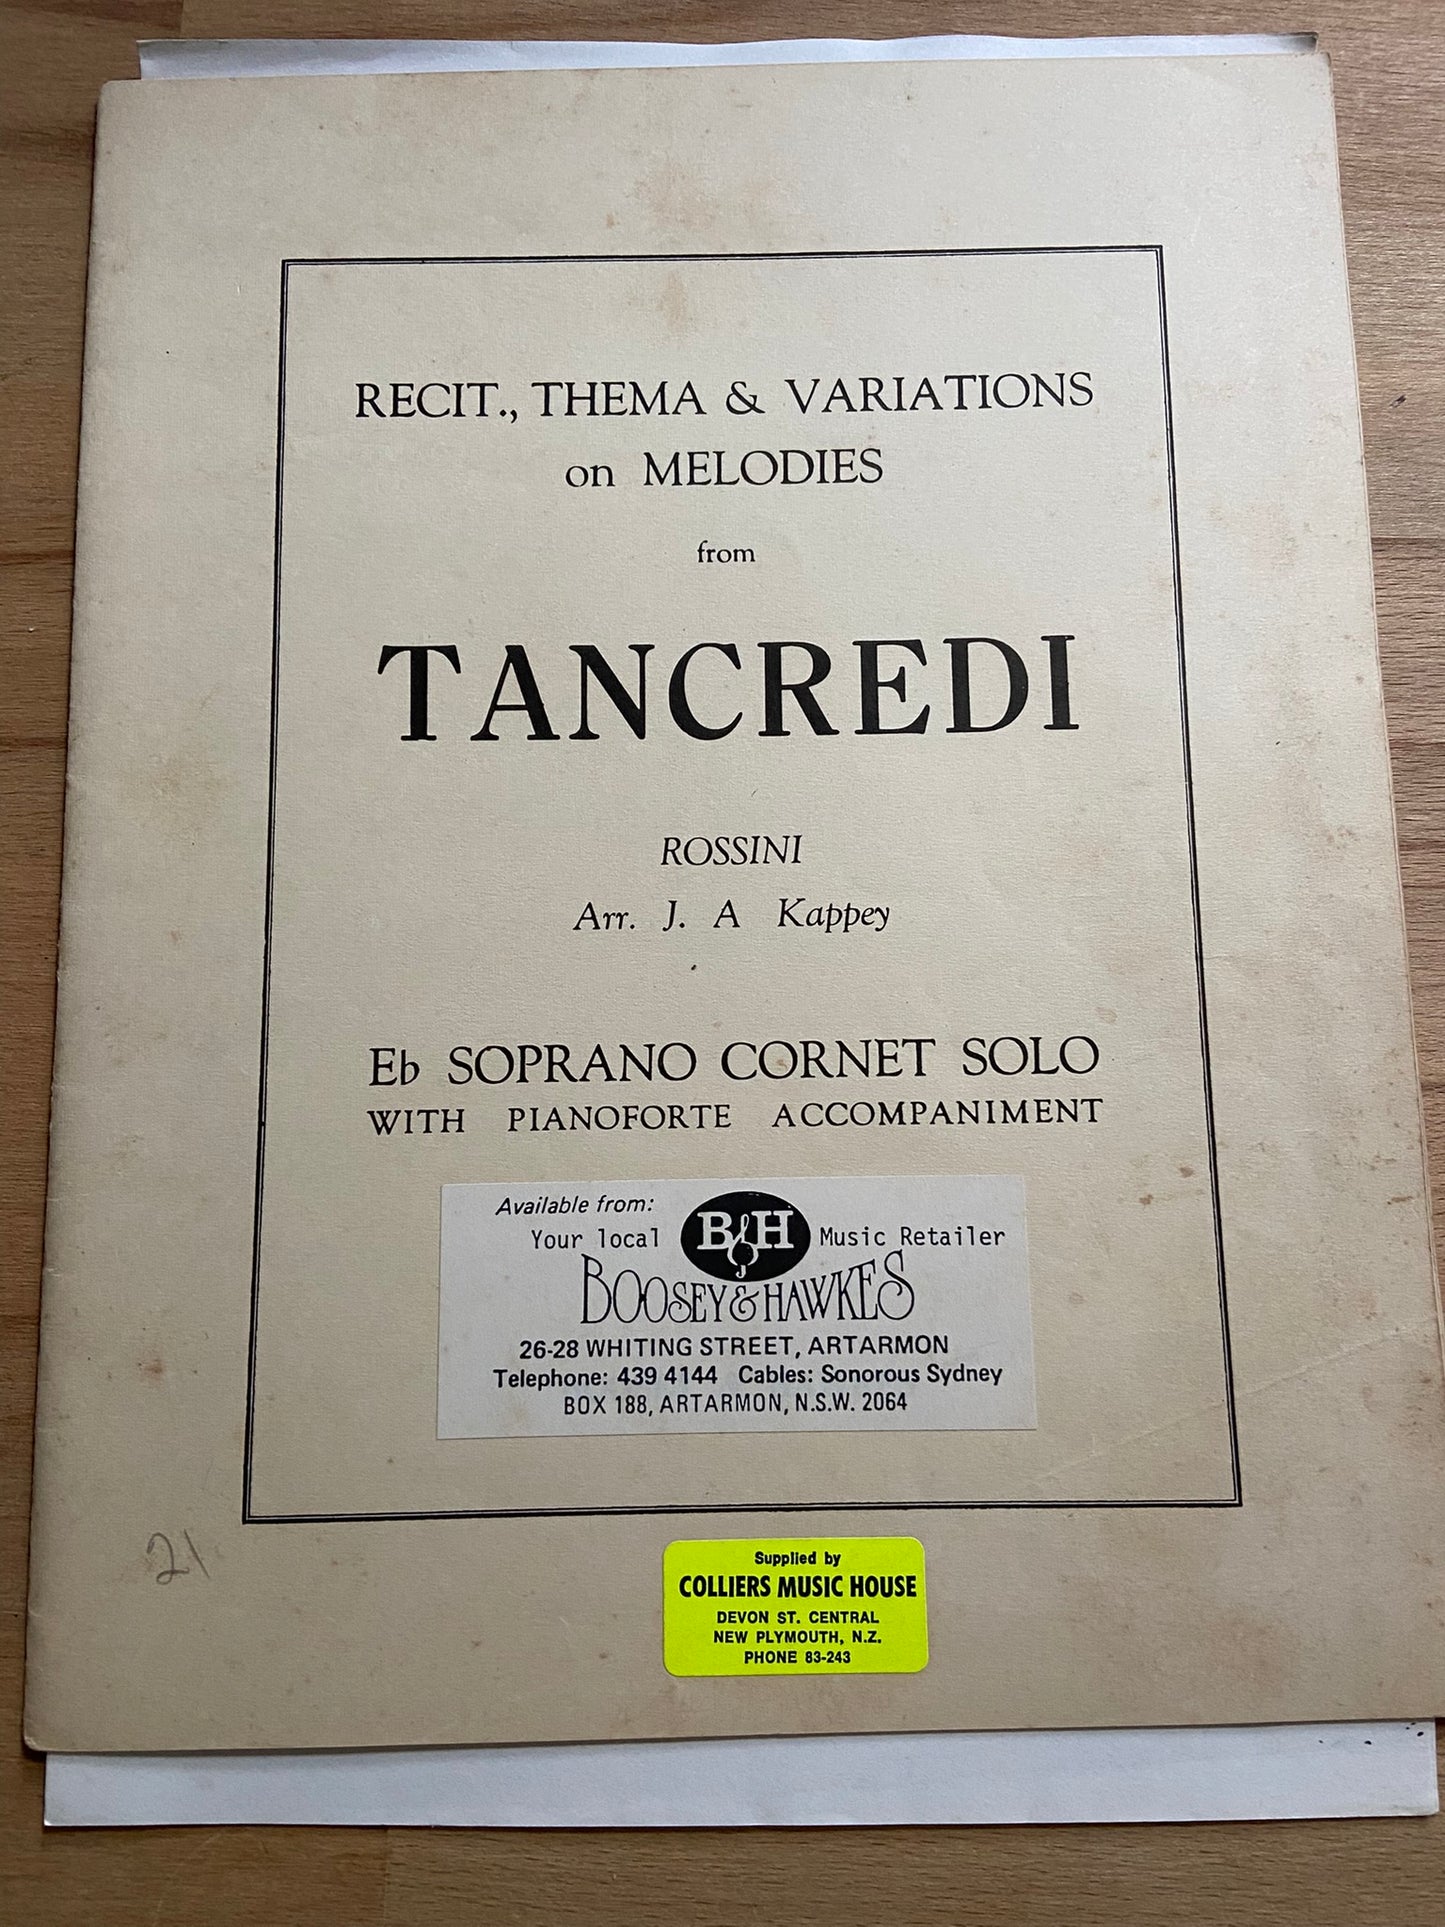 RECIT., THEMA & VARIATIONS
on MELODIES
from
TANCREDI
ROSSINI
Arr. J. A Kappey
Eb SOPRANO CORNET SOLO
WITH PIANOFORTE ACCOMPANIMENT
Available from:
Your local B&H Music Retailer
BOOSEY & HAWKES
26-28 WHITING STREET, ARTARMON
Telephone: 439 4144 Cables: Sonorous Sydney
BOX 188, ARTARMON, N.S.W. 2064
21
Supplied by
COLLIERS MUSIC HOUSE
DEVON ST. CENTRAL
NEW PLYMOUTH, N.Z.
PHONE 83-243